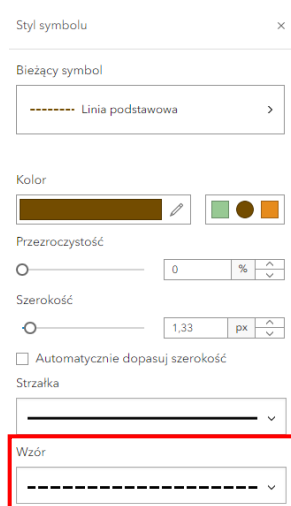 Styl symbolu
Bieżący symbol
Linia podstawowa
Kolor
Przezroczystość
0 %
Szerokość
1,33 px
Automatycznie dopasuj szerokość
Strzałka
Wzór